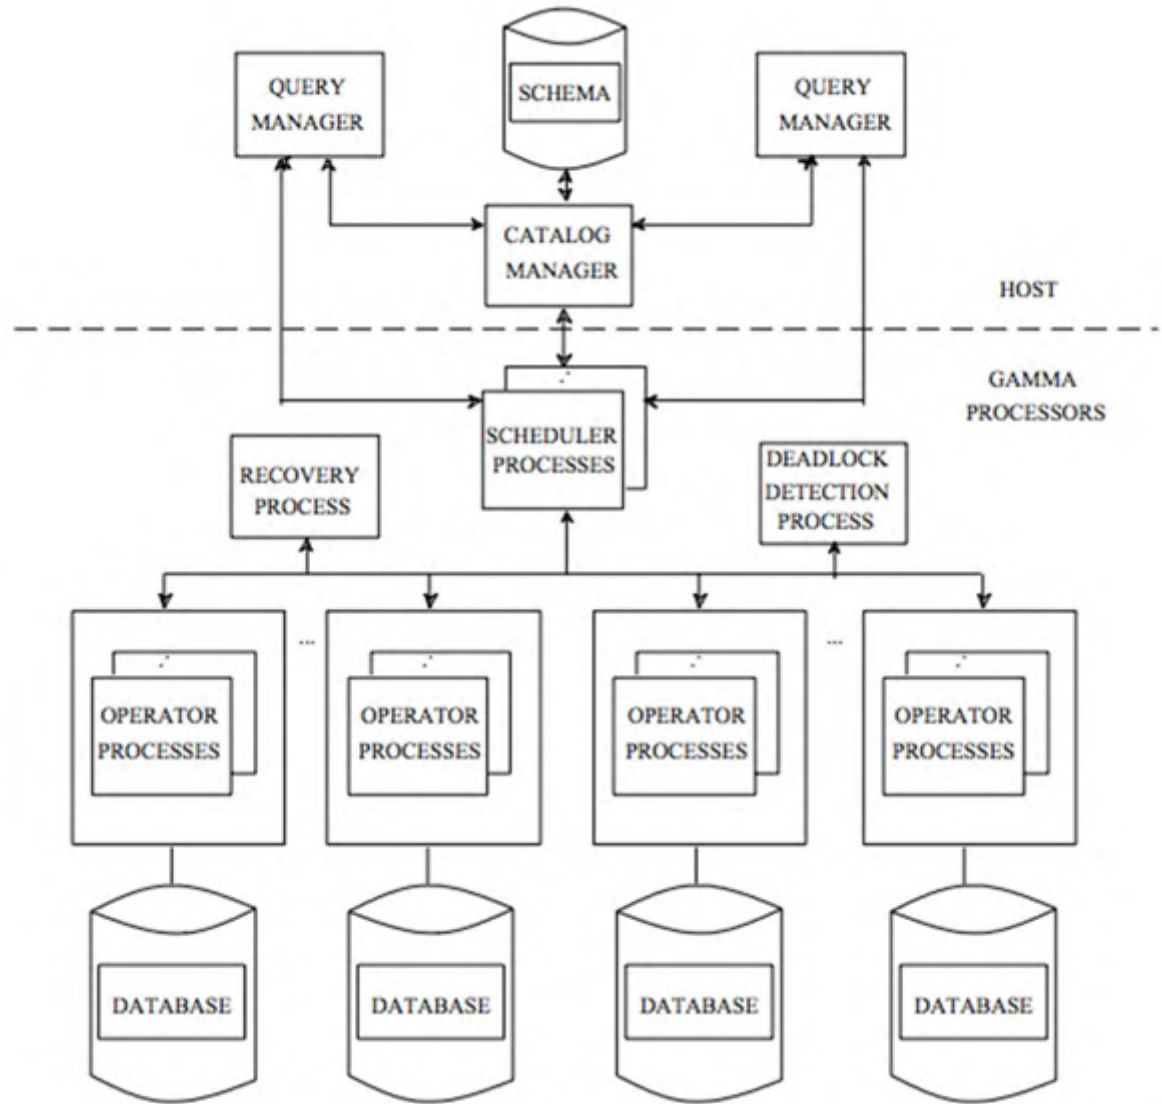 QUERY
MANAGER
SCHEMA
QUERY
MANAGER
CATALOG
MANAGER
HOST
GAMMA
PROCESSORS
SCHEDULER
PROCESSES
RECOVERY
PROCESS
DEADLOCK
DETECTION
PROCESS
...
...
OPERATOR
PROCESSES
OPERATOR
PROCESSES
OPERATOR
PROCESSES
OPERATOR
PROCESSES
DATABASE
DATABASE
DATABASE
DATABASE